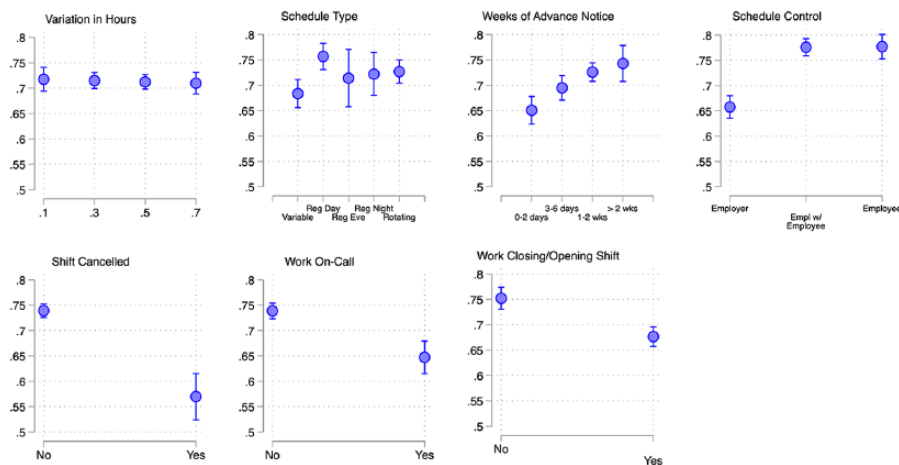 Variation in Hours
.8
.75
.7
.65
.6
.55
.5
.1 .3 .5 .7
Schedule Type
.8
.75
.7
.65
.6
.55
.5
Reg Day Reg Night
Variable Reg Eve Rotating
Weeks of Advance Notice
.8
.75
.7
.65
.6
.55
.5
3-6 days > 2 wks
0-2 days 1-2 wks
Schedule Control
.8
.75
.7
.65
.6
.55
.5
Employer Employee
Empl w/
Employee
Shift Cancelled
.8
.75
.7
.65
.6
.55
.5
No Yes
Work On-Call
.8
.75
.7
.65
.6
.55
.5
No Yes
Work Closing/Opening Shift
.8
.75
.7
.65
.6
.55
.5
No
Yes